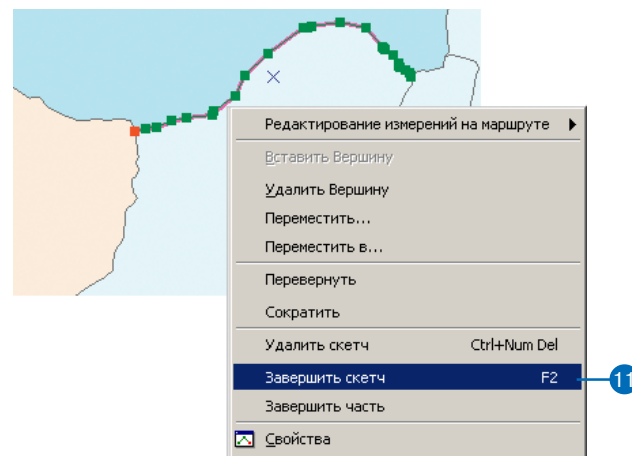 Редактирование измерений на маршруте
Вставить Вершину
Удалить Вершину
Переместить...
Переместить в...
Перевернуть
Сократить
Удалить скетч Ctrl+Num Del
Завершить скетч F2
11
Завершить часть
Свойства